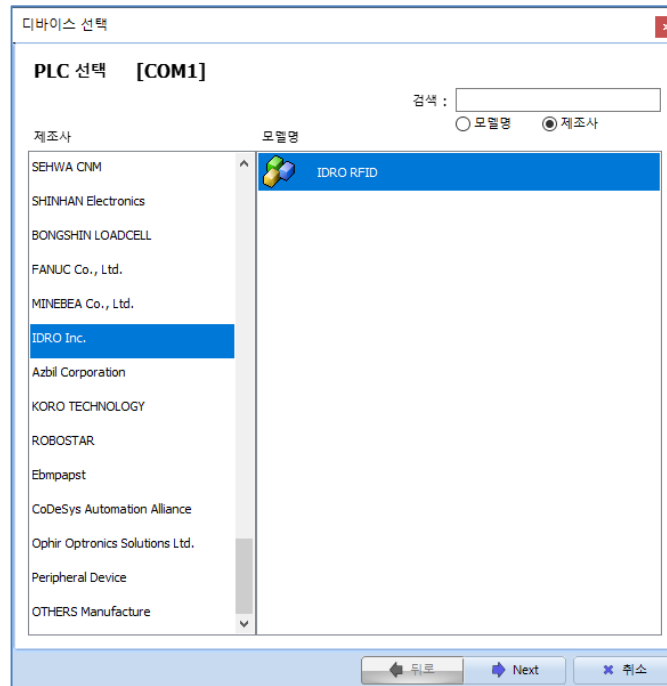 디바이스 선택
PLC 선택 [COM1]
검색 :
모델명 제조사
제조사 모델명
SEHWA CNM
IDRO RFID
SHINHAN Electronics
BONGSHIN LOADCELL
FANUC Co., Ltd.
MINEBEA Co., Ltd.
IDRO Inc.
Azbil Corporation
KORO TECHNOLOGY
ROBOSTAR
Ebmpapst
CoDeSys Automation Alliance
Ophir Optronics Solutions Ltd.
Peripheral Device
OTHERS Manufacture
뒤로 Next 취소